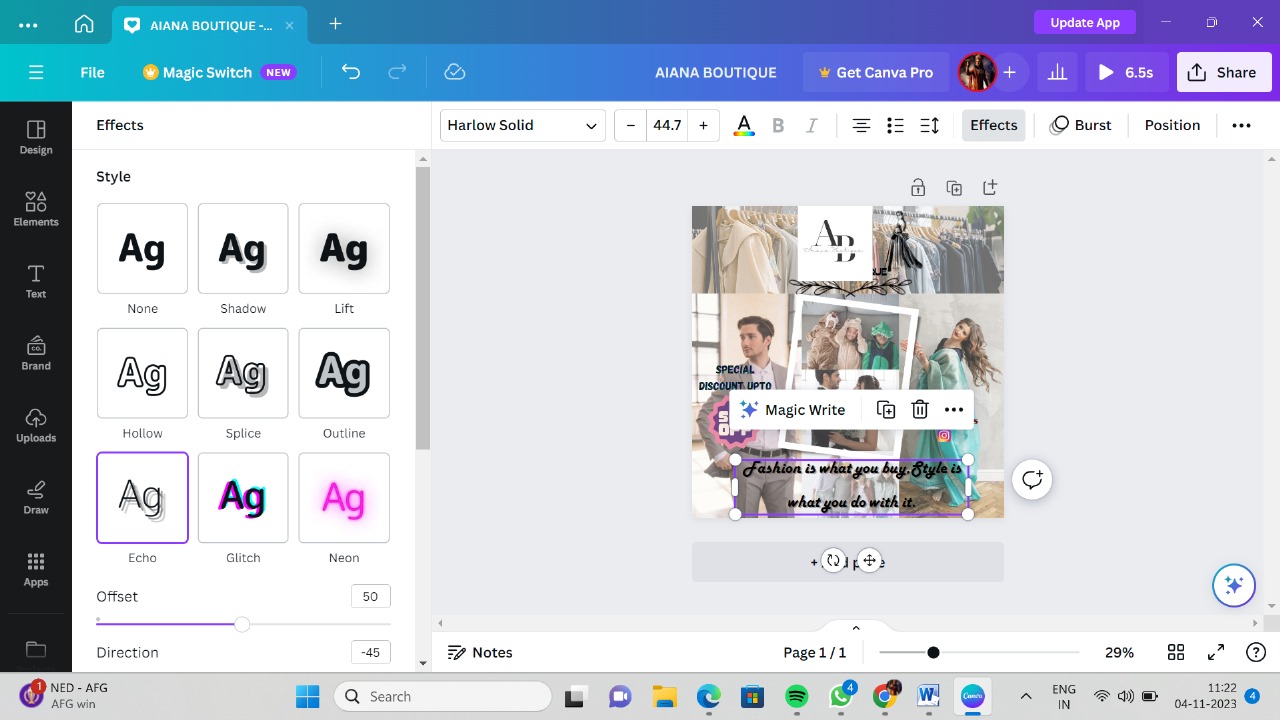 AIANA BOUTIQUE -...
Update App
File
Magic Switch NEW
AIANA BOUTIQUE
Get Canva Pro
6.5s
Share
Design
Elements
Text
Brand
CO.
Uploads
Draw
Apps
Effects
Style
Ag Ag Ag
None Shadow Lift
Ag Ag Ag
Hollow Splice Outline
Ag Ag Ag
Echo Glitch Neon
Offset 50
Direction -45
Harlow Solid
– 44.7 +
A B I
Effects
Burst
Position
AB
SPECIAL
DISCOUNT UPTO
OFF
Magic Write
Fashion is what you buy,Style is
what you do with it.
Notes
Page 1 / 1
29%
1
NED - AFG
AFG win
Search
4
W
Canva
ENG
IN
11:22
04-11-2023
4